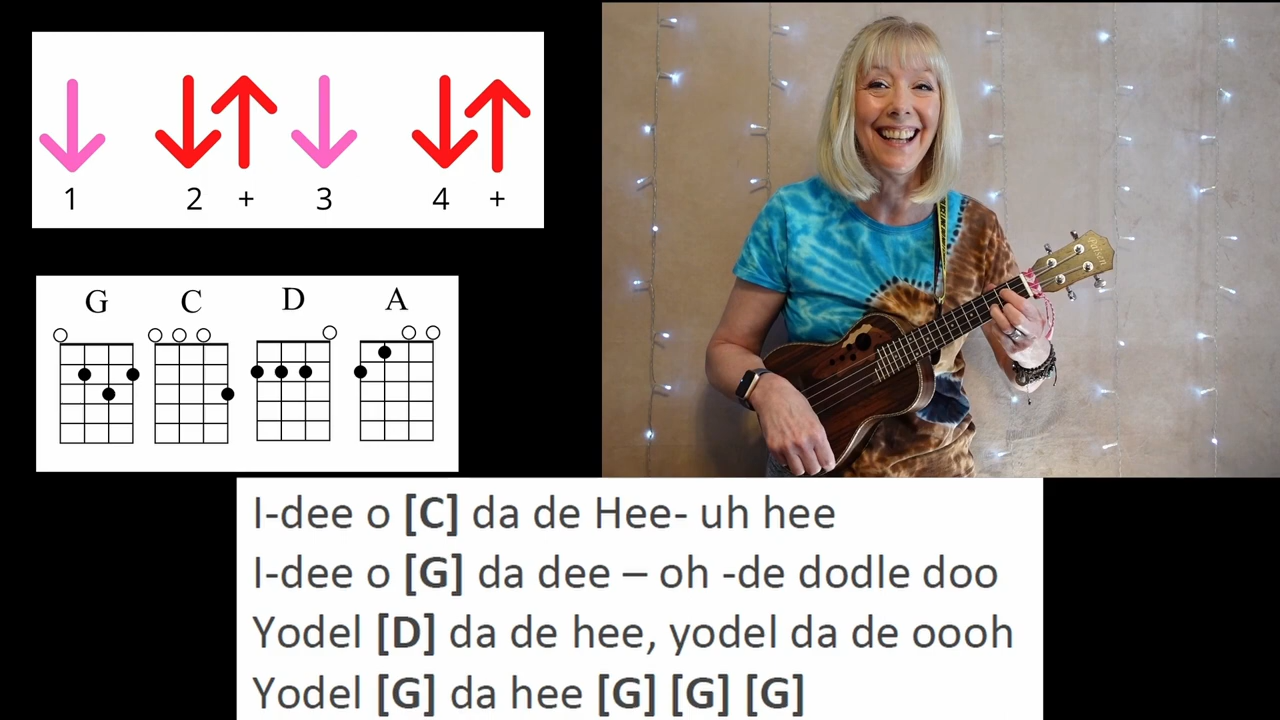 1 2 + 3 4 +
G C D A
Paisen
I-dee o [C] da de Hee- uh hee
I-dee o [G] da dee – oh -de dodle doo
Yodel [D] da de hee, yodel da de oooh
Yodel [G] da hee [G] [G] [G]